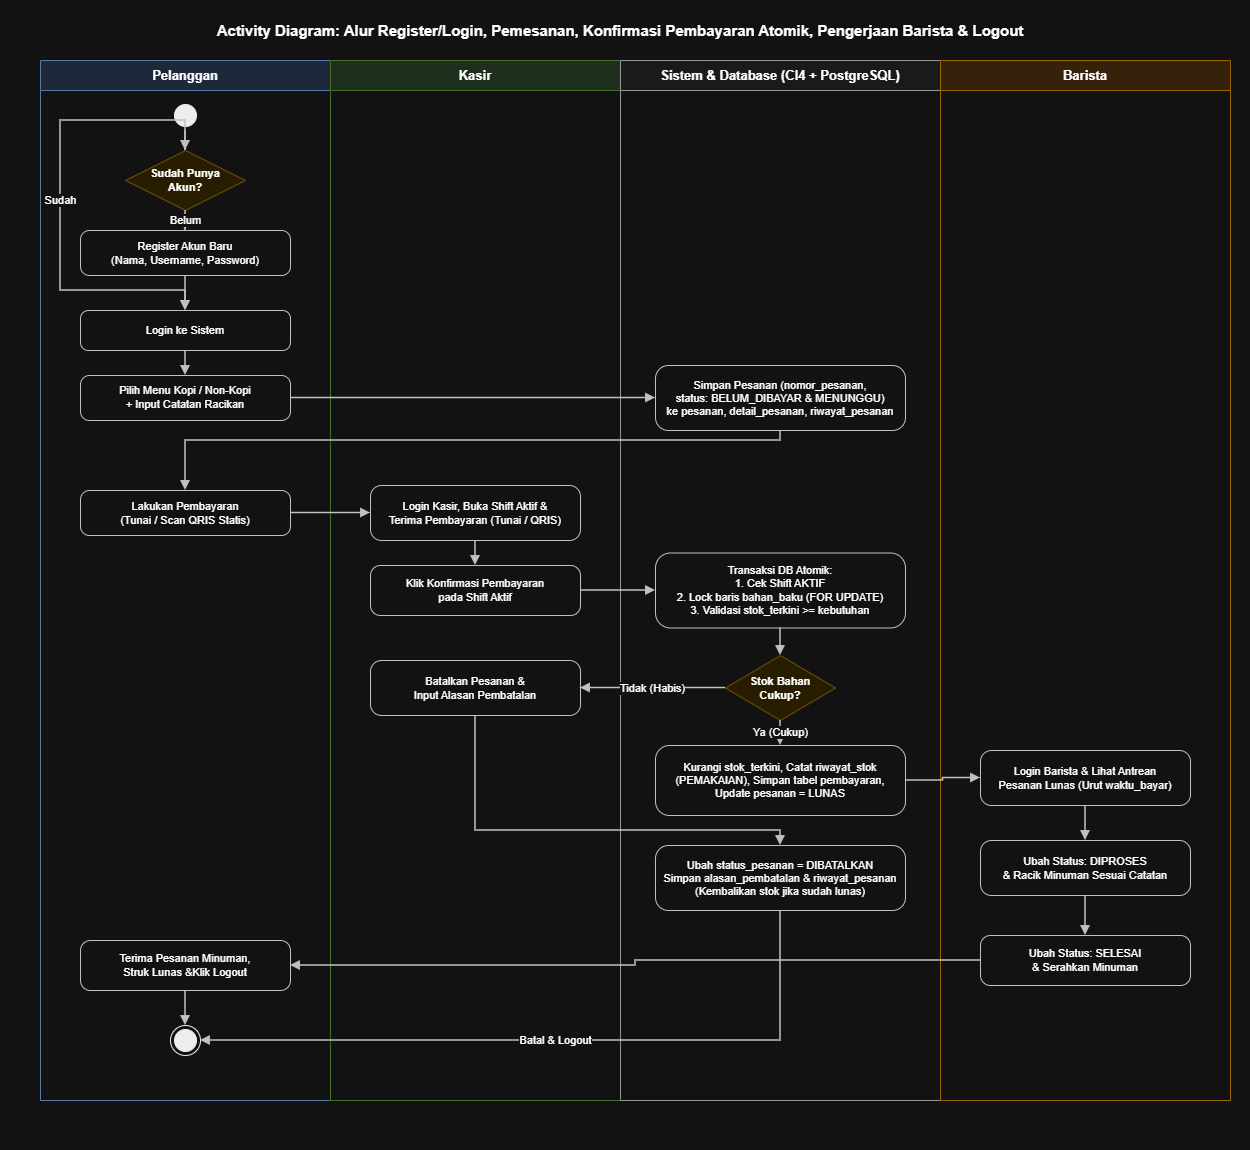 Activity Diagram: Alur Register/Login, Pemesanan, Konfirmasi Pembayaran Atomik, Pengerjaan Barista & Logout
Pelanggan
Kasir
Sistem & Database (CI4 + PostgreSQL)
Barista
Sudah Punya
Akun?
Sudah
Belum
Register Akun Baru
(Nama, Username, Password)
Login ke Sistem
Pilih Menu Kopi / Non-Kopi
+ Input Catatan Racikan
Simpan Pesanan (nomor_pesanan,
status: BELUM_DIBAYAR & MENUNGGU)
ke pesanan, detail_pesanan, riwayat_pesanan
Lakukan Pembayaran
(Tunai / Scan QRIS Statis)
Login Kasir, Buka Shift Aktif &
Terima Pembayaran (Tunai / QRIS)
Klik Konfirmasi Pembayaran
pada Shift Aktif
Transaksi DB Atomik:
1. Cek Shift AKTIF
2. Lock baris bahan_baku (FOR UPDATE)
3. Validasi stok_terkini >= kebutuhan
Batalkan Pesanan &
Input Alasan Pembatalan
Tidak (Habis)
Stok Bahan
Cukup?
Ya (Cukup)
Kurangi stok_terkini, Catat riwayat_stok
(PEMAKAIAN), Simpan tabel pembayaran,
Update pesanan = LUNAS
Login Barista & Lihat Antrean
Pesanan Lunas (Urut waktu_bayar)
Ubah status_pesanan = DIBATALKAN
Simpan alasan_pembatalan & riwayat_pesanan
(Kembalikan stok jika sudah lunas)
Ubah Status: DIPROSES
& Racik Minuman Sesuai Catatan
Terima Pesanan Minuman,
Struk Lunas &Klik Logout
Ubah Status: SELESAI
& Serahkan Minuman
Batal & Logout